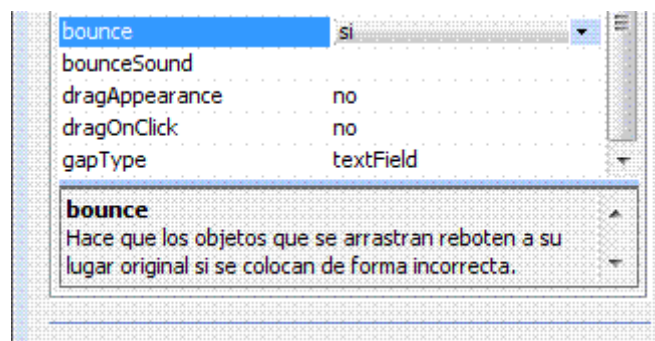 bounce si
bounceSound
dragAppearance no
dragOnClick no
gapType textField
bounce
Hace que los objetos que se arrastran reboten a su
lugar original si se colocan de forma incorrecta.